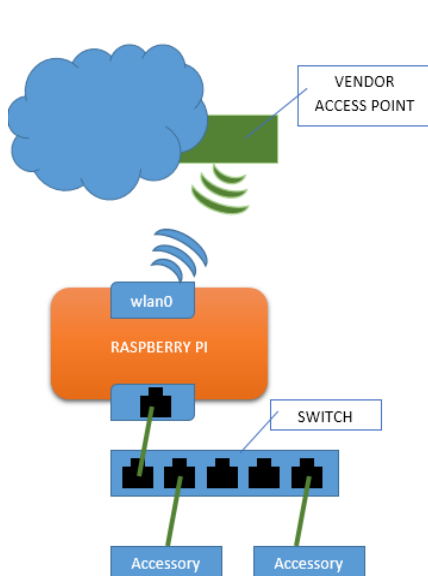 VENDOR
ACCESS POINT
wlan0
RASPBERRY PI
SWITCH
Accessory
Accessory